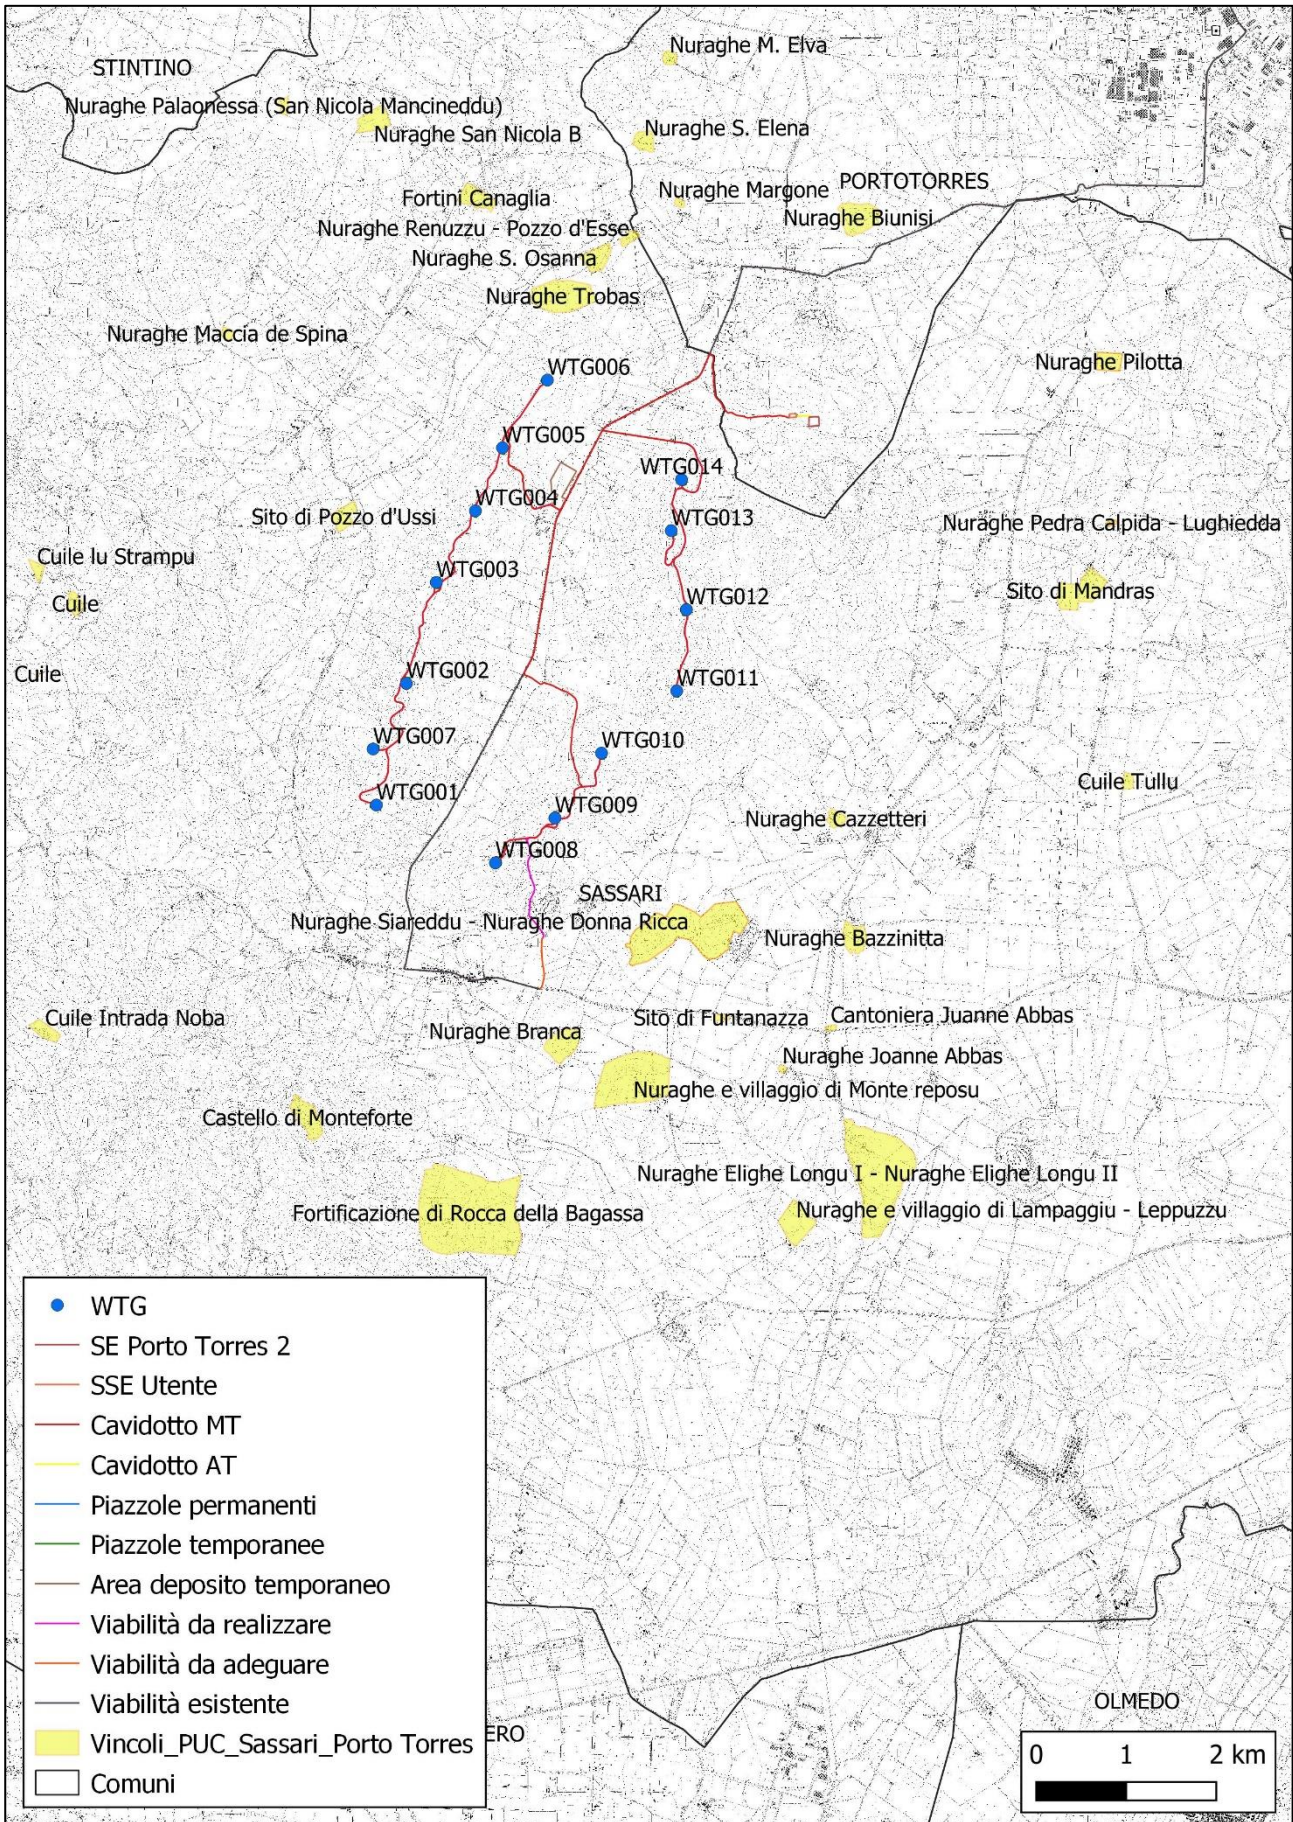 Nuraghe M. Elva
STINTINO
Nuraghe Palaonessa (San Nicola Mancineddu)
Nuraghe San Nicola B
Nuraghe S. Elena
Fortini Canaglia
Nuraghe Margone
PORTOTORRES
Nuraghe Biunisi
Nuraghe Renuzzu - Pozzo d'Esse
Nuraghe S. Osanna
Nuraghe Trobas
Nuraghe Maccia de Spina
Nuraghe Pilotta
WTG006
WTG005
WTG014
WTG004
Sito di Pozzo d'Ussi
WTG013
Nuraghe Pedra Calpida - Lughiedda
Cuile lu Strampu
WTG003
Sito di Mandras
Cuile
WTG012
Cuile
WTG002
WTG011
WTG007
WTG010
Cuile Tullu
WTG001
WTG009
Nuraghe Cazzetteri
WTG008
SASSARI
Nuraghe Siareddu - Nuraghe Donna Ricca
Nuraghe Bazzinitta
Cuile Intrada Noba
Sito di Funtanazza
Cantoniera Juanne Abbas
Nuraghe Branca
Nuraghe Joanne Abbas
Nuraghe e villaggio di Monte reposu
Castello di Monteforte
Nuraghe Elighe Longu I - Nuraghe Elighe Longu II
Fortificazione di Rocca della Bagassa
Nuraghe e villaggio di Lampaggiu - Leppuzzu
WTG
SE Porto Torres 2
SSE Utente
Cavidotto MT
Cavidotto AT
Piazzole permanenti
Piazzole temporanee
Area deposito temporaneo
Viabilità da realizzare
Viabilità da adeguare
Viabilità esistente
Vincoli_PUC_Sassari_Porto Torres
Comuni
ERO
OLMEDO
0 1 2 km